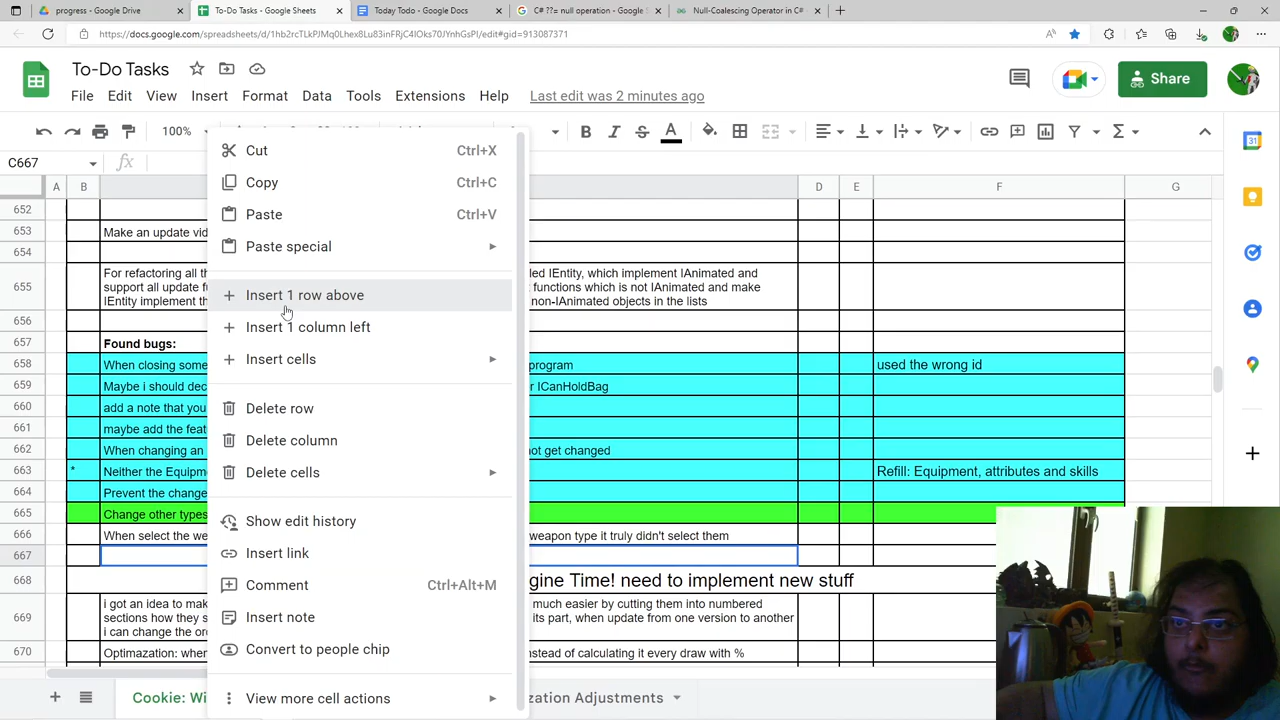 progress - Google Drive
To-Do Tasks - Google Sheets
Today Todo - Google Docs
C# ??= null operation - Google S
Null-Coalescing Operator in C#
https://docs.google.com/spreadsheets/d/1hb2rcTLkPJMq0Lhex8Lu83inFRjC4IOks70JYnhGsPI/edit#gid=913087371
To-Do Tasks
Share
File Edit View Insert Format Data Tools Extensions Help Last edit was 2 minutes ago
100%
C667
A B D E F G
652
653 Make an update vid
654
655 For refactoring all th led IEntity, which implement IAnimated and
support all update fu functions which is not IAnimated and make
IEntity implement th non-IAnimated objects in the lists
656
657 Found bugs:
658 When closing some program used the wrong id
659 Maybe i should dec r ICanHoldBag
660 add a note that you
661 maybe add the feat
662 When changing an not get changed
663 * Neither the Equipm Refill: Equipment, attributes and skills
664 Prevent the change
665 Change other types
666 When select the we weapon type it truly didn't select them
667
668 gine Time! need to implement new stuff
669 i got an idea to mak much easier by cutting them into numbered
sections how they s its part, when update from one version to another
i can change the ord
670 Optimazation: when instead of calculating it every draw with %
Cut Ctrl+X
Copy Ctrl+C
Paste Ctrl+V
Paste special
Insert 1 row above
Insert 1 column left
Insert cells
Delete row
Delete column
Delete cells
Show edit history
Insert link
Comment Ctrl+Alt+M
Insert note
Convert to people chip
View more cell actions
Cookie: Wi
zation Adjustments
31